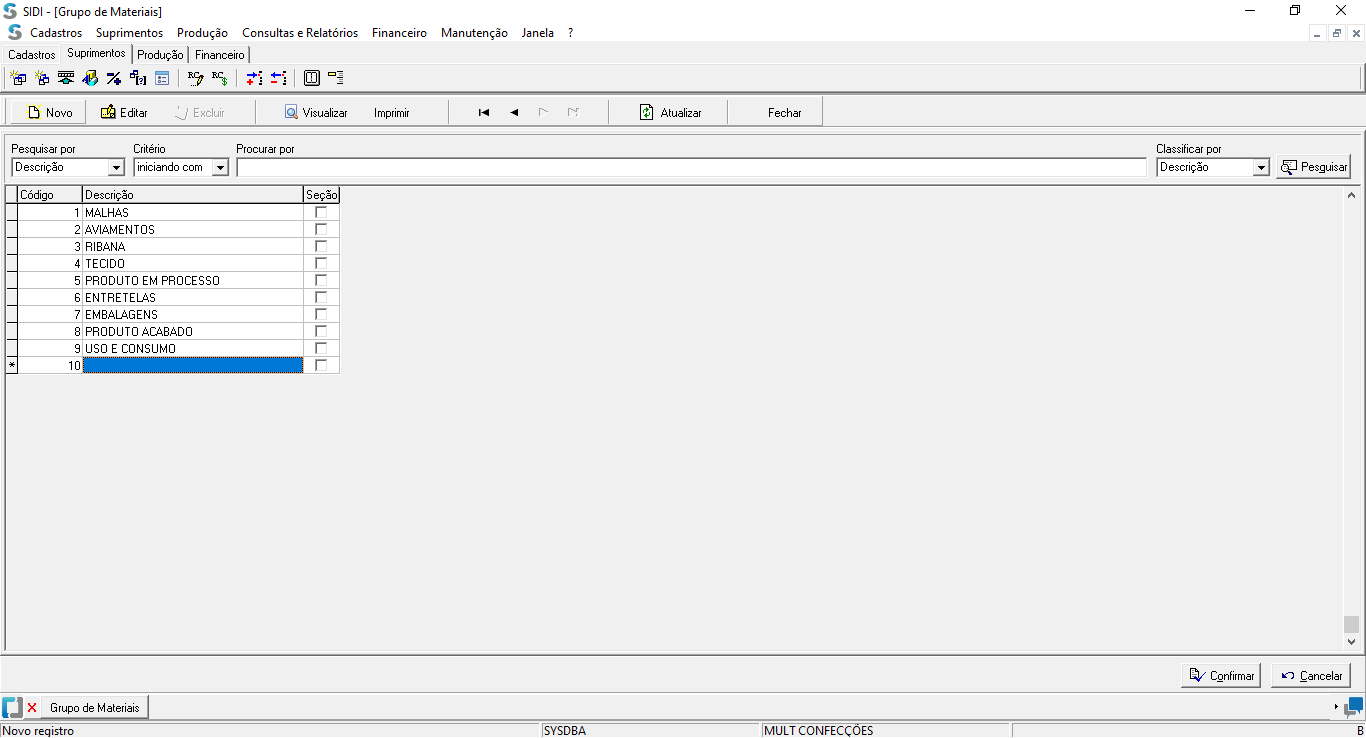 SIDI - [Grupo de Materiais]
Cadastros Suprimentos Produção Consultas e Relatórios Financeiro Manutenção Janela ?
Cadastros Suprimentos Produção Financeiro
Novo Editar Excluir Visualizar Imprimir Atualizar Fechar
Pesquisar por Critério Procurar por Classificar por
Descrição iniciando com Descrição Pesquisar
Código Descrição Seção
1 MALHAS
2 AVIAMENTOS
3 RIBANA
4 TECIDO
5 PRODUTO EM PROCESSO
6 ENTRETELAS
7 EMBALAGENS
8 PRODUTO ACABADO
9 USO E CONSUMO
* 10
Confirmar Cancelar
Grupo de Materiais
Novo registro SYSDBA MULT CONFECÇÕES B